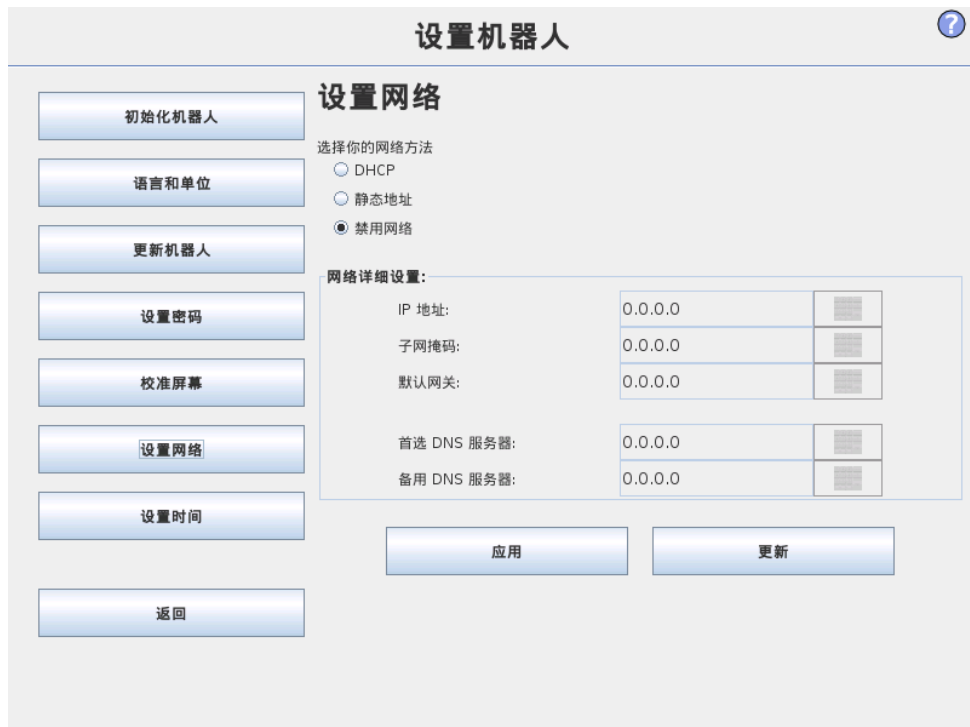 设置机器人
?
初始化机器人
语言和单位
更新机器人
设置密码
校准屏幕
设置网络
设置时间
返回
设置网络
选择你的网络方法
DHCP
静态地址
禁用网络
网络详细设置:
IP 地址: 0.0.0.0
子网掩码: 0.0.0.0
默认网关: 0.0.0.0
首选 DNS 服务器: 0.0.0.0
备用 DNS 服务器: 0.0.0.0
应用 更新